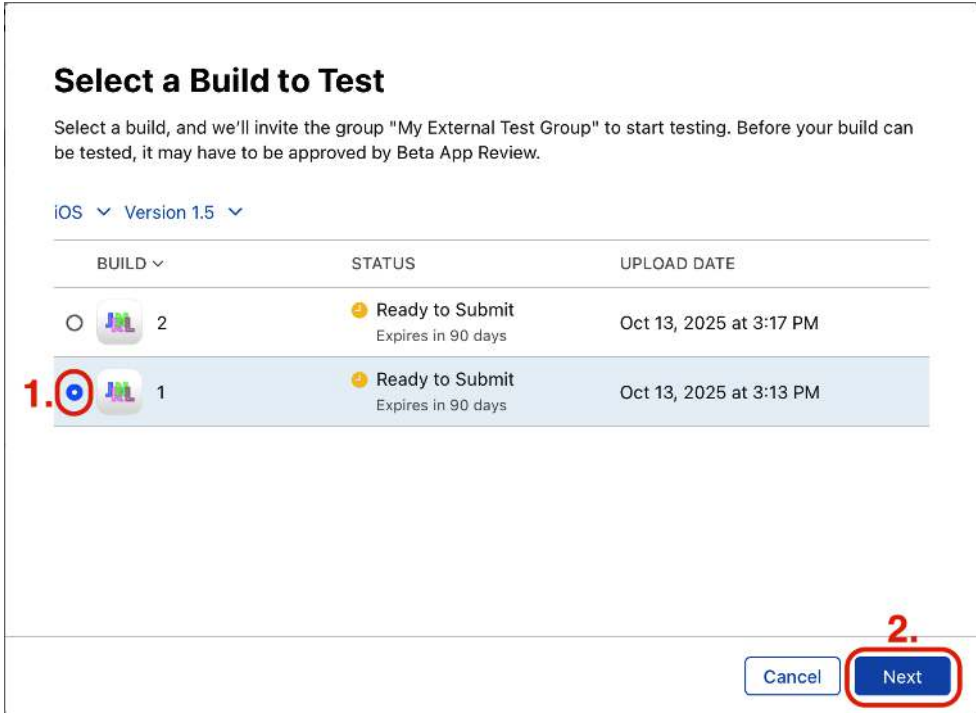 Select a Build to Test
Select a build, and we'll invite the group "My External Test Group" to start testing. Before your build can
be tested, it may have to be approved by Beta App Review.
iOS Version 1.5
BUILD STATUS UPLOAD DATE
JRNL 2 Ready to Submit Oct 13, 2025 at 3:17 PM
Expires in 90 days
1. JRNL 1 Ready to Submit Oct 13, 2025 at 3:13 PM
Expires in 90 days
2.
Cancel Next